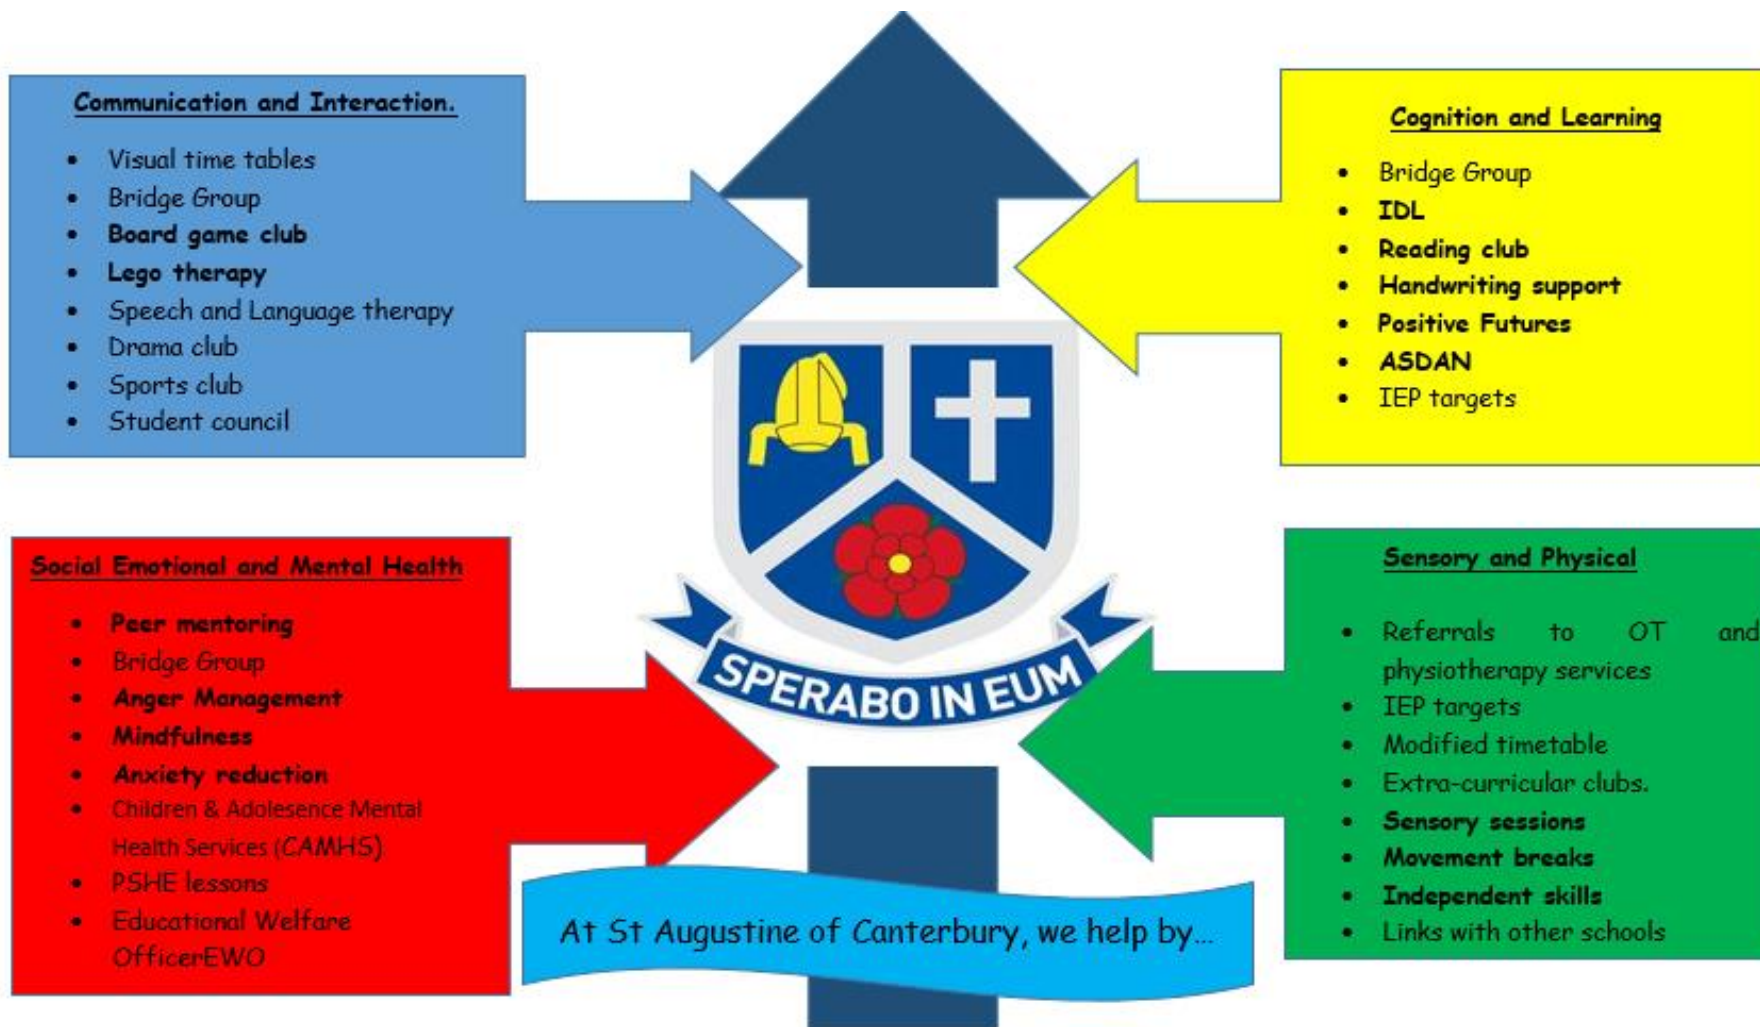 Communication and Interaction.
• Visual time tables
• Bridge Group
• Board game club
• Lego therapy
• Speech and Language therapy
• Drama club
• Sports club
• Student council
Cognition and Learning
• Bridge Group
• IDL
• Reading club
• Handwriting support
• Positive Futures
• ASDAN
• IEP targets
Social Emotional and Mental Health
• Peer mentoring
• Bridge Group
• Anger Management
• Mindfulness
• Anxiety reduction
• Children & Adolesence Mental
Health Services (CAMHS)
• PSHE lessons
• Educational Welfare
OfficerEWO
Sensory and Physical
• Referrals to OT and
physiotherapy services
• IEP targets
• Modified timetable
• Extra-curricular clubs.
• Sensory sessions
• Movement breaks
• Independent skills
• Links with other schools
SPERABO IN EUM
At St Augustine of Canterbury, we help by...